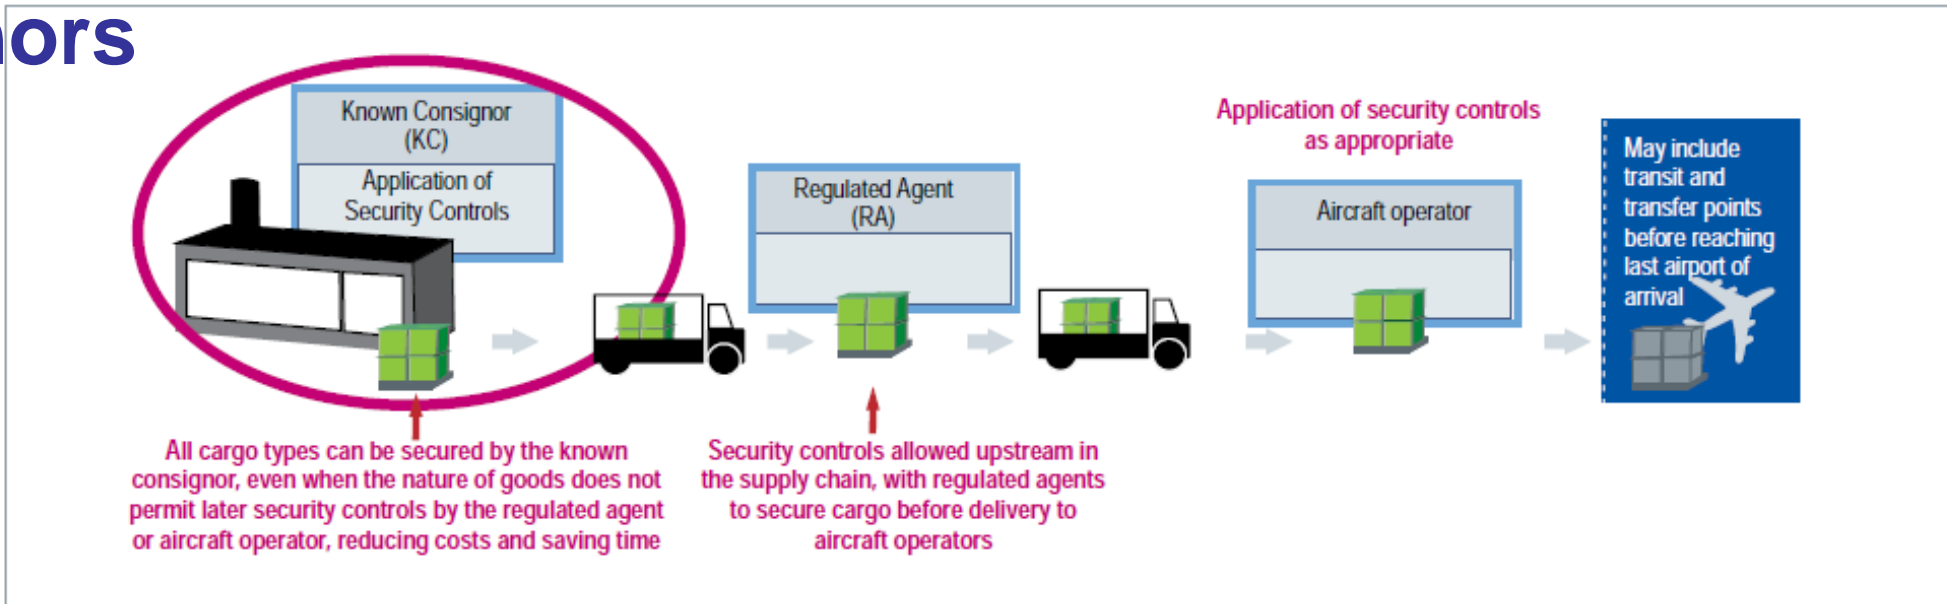 nors
Known Consignor
(KC)
Application of
Security Controls
Regulated Agent
(RA)
Application of security controls
as appropriate
Aircraft operator
May include
transit and
transfer points
before reaching
last airport of
arrival
All cargo types can be secured by the known
consignor, even when the nature of goods does not
permit later security controls by the regulated agent
or aircraft operator, reducing costs and saving time
Security controls allowed upstream in
the supply chain, with regulated agents
to secure cargo before delivery to
aircraft operators